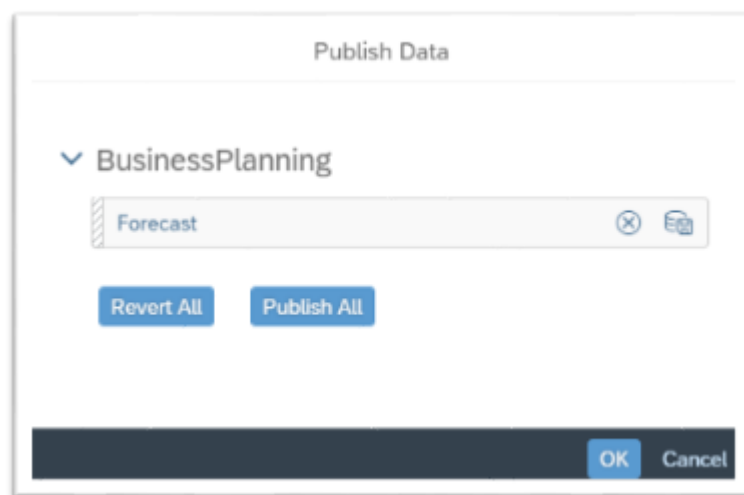 Publish Data
BusinessPlanning
Forecast
Revert All Publish All
OK Cancel